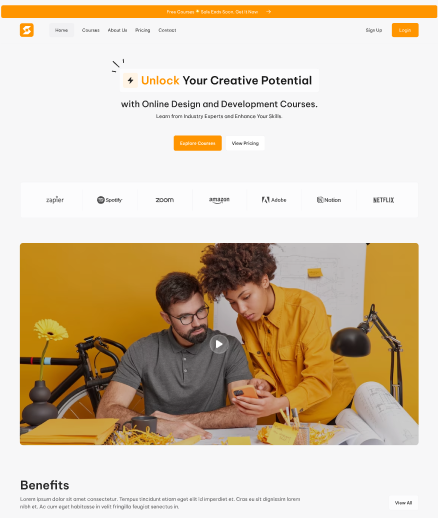 Free Courses 🌟 Sale Ends Soon, Get It Now →
Home Courses About Us Pricing Contact Sign Up Login
Unlock Your Creative Potential
with Online Design and Development Courses.
Learn from Industry Experts and Enhance Your Skills.
Explore Courses View Pricing
zapier Spotify zoom amazon Adobe Notion NETFLIX
Benefits
Lorem ipsum dolor sit amet consectetur. Tempus tincidunt etiam eget elit id imperdiet et. Cras eu sit dignissim lorem
nibh et. Ac cum eget habitasse in velit fringilla feugiat senectus in.
View All